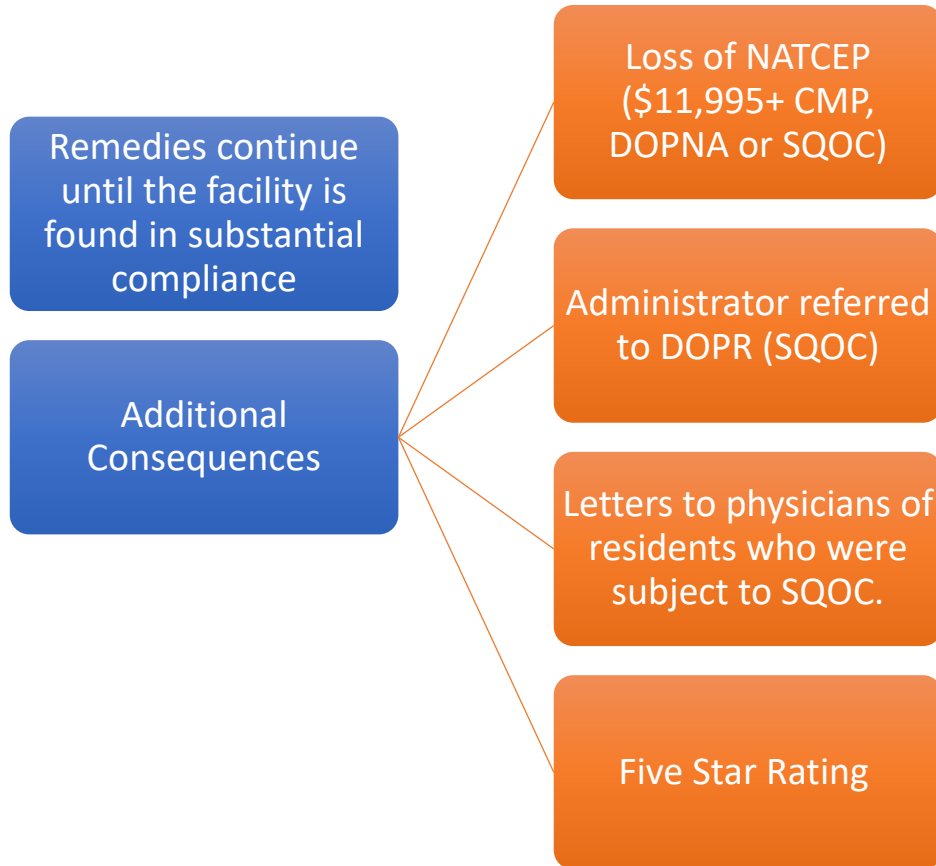 Remedies continue
until the facility is
found in substantial
compliance
Additional
Consequences
Loss of NATCEP
($11,995+ CMP,
DOPNA or SQOC)
Administrator referred
to DOPR (SQOC)
Letters to physicians of
residents who were
subject to SQOC.
Five Star Rating